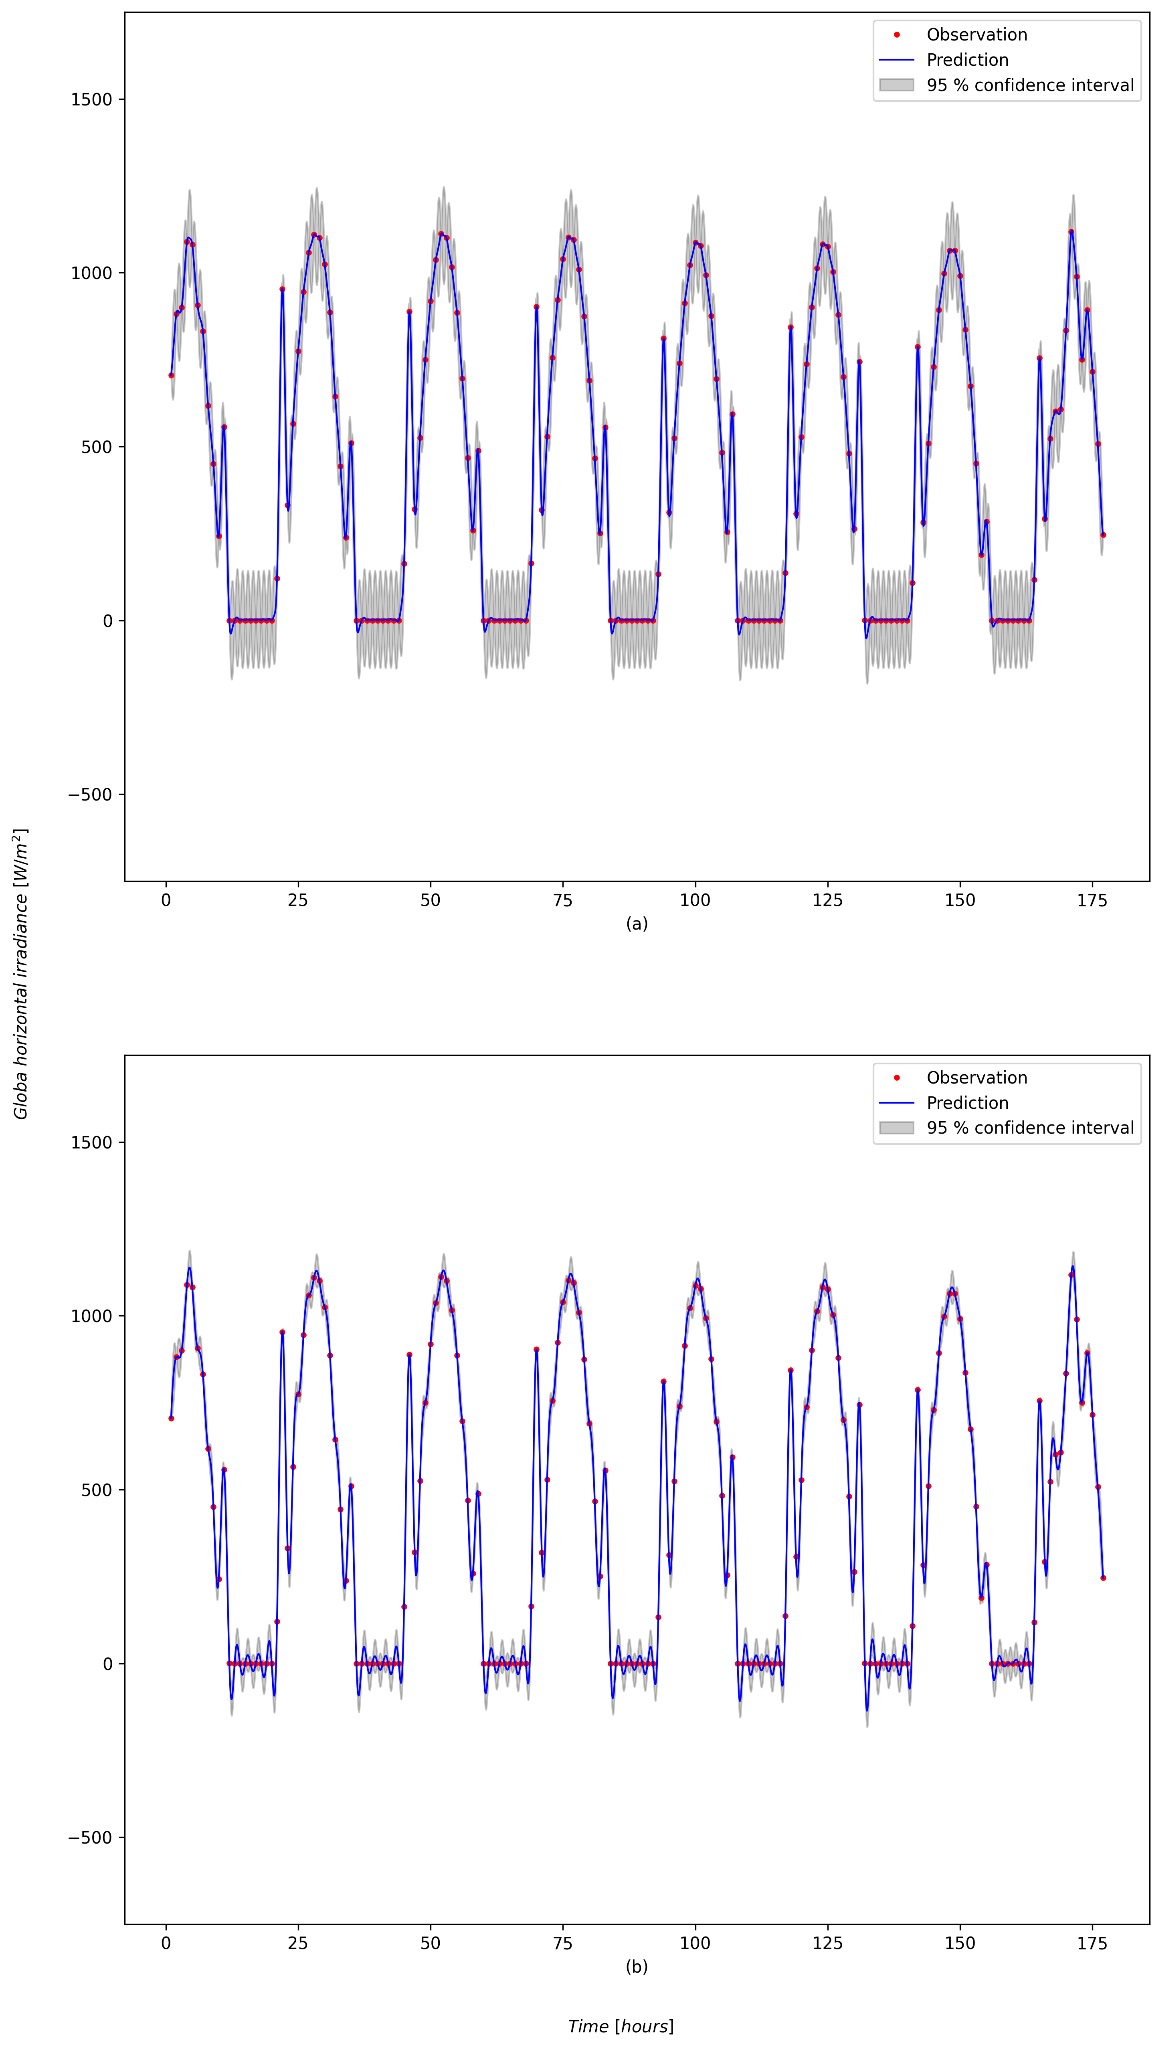 Observation
Prediction
95 % confidence interval
1500
1000
500
0
−500
0 25 50 75 100 125 150 175
(a)
Globa horizontal irradiance [W/m²]
Observation
Prediction
95 % confidence interval
1500
1000
500
0
−500
0 25 50 75 100 125 150 175
(b)
Time [hours]